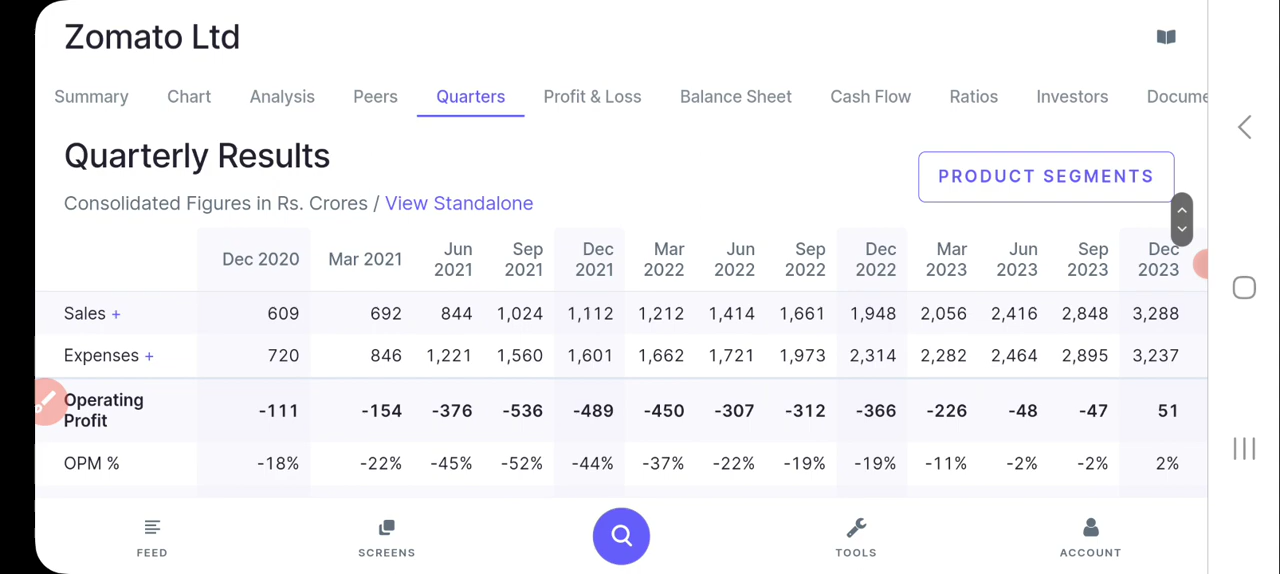 Zomato Ltd
Summary Chart Analysis Peers Quarters Profit & Loss Balance Sheet Cash Flow Ratios Investors Docume
Quarterly Results
PRODUCT SEGMENTS
Consolidated Figures in Rs. Crores / View Standalone
Dec 2020 Mar 2021 Jun 2021 Sep 2021 Dec 2021 Mar 2022 Jun 2022 Sep 2022 Dec 2022 Mar 2023 Jun 2023 Sep 2023 Dec 2023
Sales + 609 692 844 1,024 1,112 1,212 1,414 1,661 1,948 2,056 2,416 2,848 3,288
Expenses + 720 846 1,221 1,560 1,601 1,662 1,721 1,973 2,314 2,282 2,464 2,895 3,237
Operating Profit -111 -154 -376 -536 -489 -450 -307 -312 -366 -226 -48 -47 51
OPM % -18% -22% -45% -52% -44% -37% -22% -19% -19% -11% -2% -2% 2%
FEED SCREENS TOOLS ACCOUNT